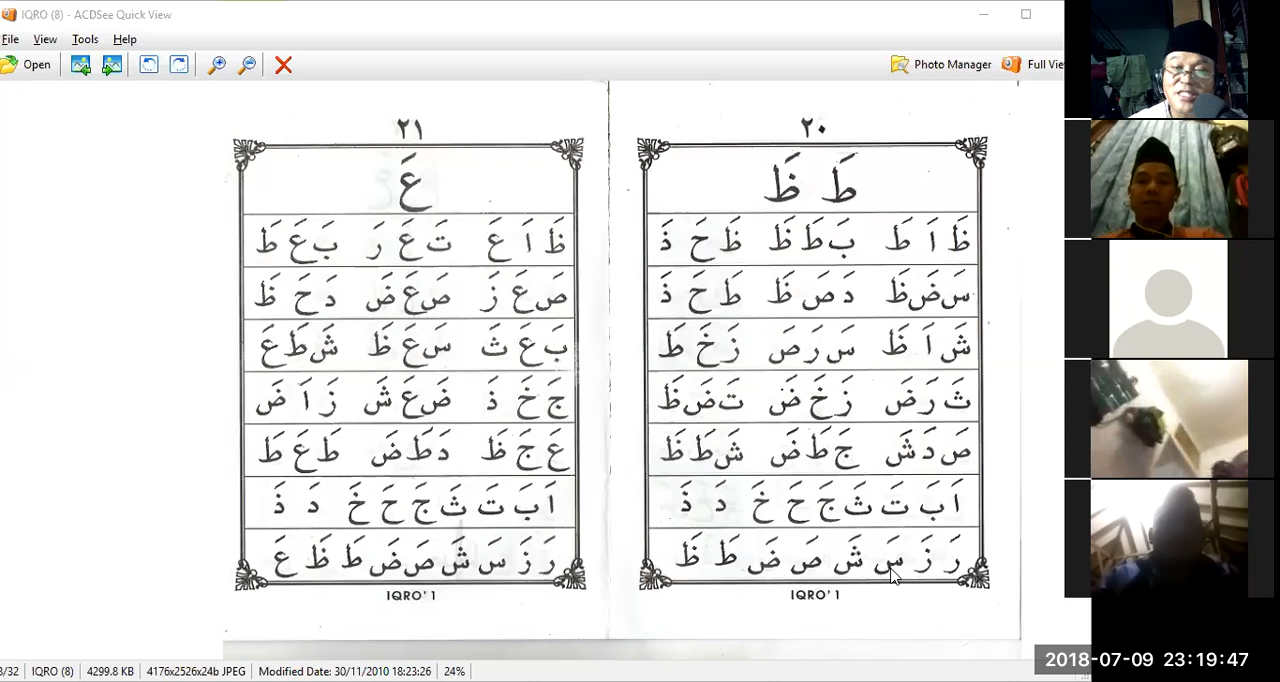 IQRO (8) - ACDSee Quick View
File View Tools Help
Open
Photo Manager
Full Vie
٢٠
طَ ظَ
ظَ اَ طَ بَ طَ ظَ ظَ حَ ذَ
سَ ضَ ظَ دَ صَ ظَ طَ حَ ذَ
شَ اَ ظَ سَ رَ صَ زَ خَ طَ
ثَ رَ ضَ زَ خَ ضَ تَ ضَ ظَ
صَ دَ شَ جَ طَ ضَ شَ طَ ظَ
اَ بَ تَ ثَ جَ حَ خَ دَ ذَ
رَ زَ سَ شَ صَ ضَ طَ ظَ
IQRO' 1
٢١
عَ
ظَ اَ عَ تَ عَ رَ بَ عَ طَ
صَ عَ زَ صَ عَ ضَ دَ حَ ظَ
بَ عَ ثَ سَ عَ ظَ شَ طَ عَ
جَ خَ ذَ ضَ عَ شَ زَ اَ ضَ
عَ جَ ظَ دَ طَ ضَ طَ عَ طَ
اَ بَ تَ ثَ جَ حَ خَ دَ ذَ
رَ زَ سَ شَ صَ ضَ طَ ظَ عَ
IQRO' 1
/32 IQRO (8) 4299.8 KB 4176x2526x24b JPEG Modified Date: 30/11/2010 18:23:26 24%
2018-07-09 23:19:47